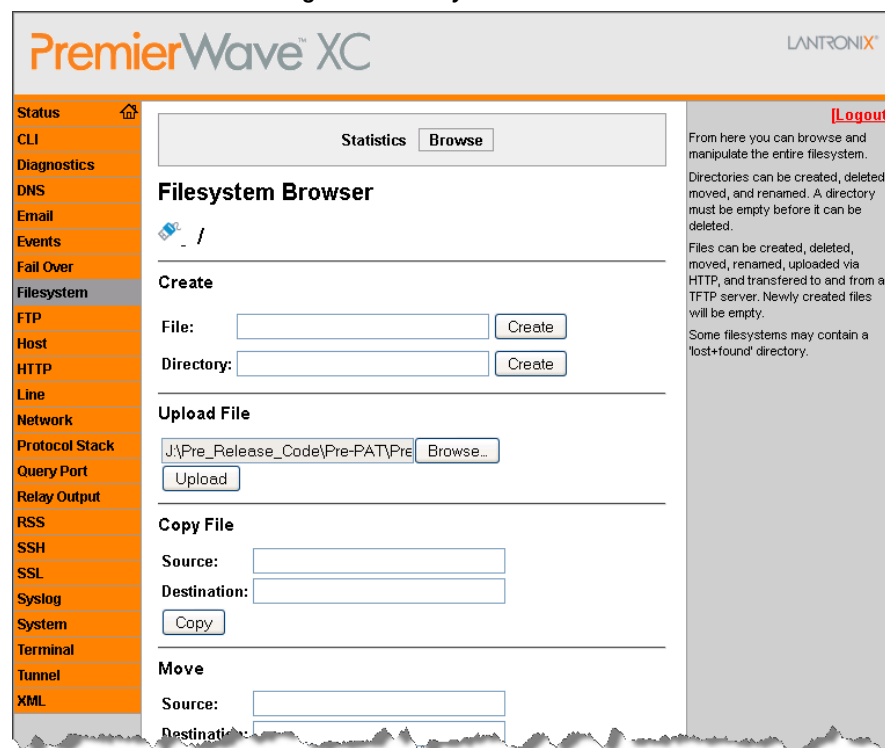 PremierWave™ XC
LANTRONIX®
Status
CLI
Diagnostics
DNS
Email
Events
Fail Over
Filesystem
FTP
Host
HTTP
Line
Network
Protocol Stack
Query Port
Relay Output
RSS
SSH
SSL
Syslog
System
Terminal
Tunnel
XML
Statistics Browse
Filesystem Browser
/
Create
File: Create
Directory: Create
Upload File
J:\Pre_Release_Code\Pre-PAT\Pre Browse...
Upload
Copy File
Source:
Destination:
Copy
Move
Source:
Destination:
[Logout
From here you can browse and
manipulate the entire filesystem.
Directories can be created, deleted
moved, and renamed. A directory
must be empty before it can be
deleted.
Files can be created, deleted,
moved, renamed, uploaded via
HTTP, and transfered to and from a
TFTP server. Newly created files
will be empty.
Some filesystems may contain a
'lost+found' directory.